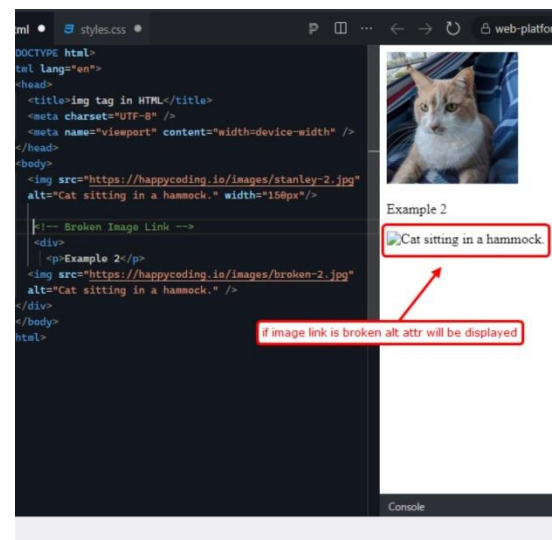 tml ● styles.css ●
web-platfo
DOCTYPE html>
tml lang="en">
<head>
<title>img tag in HTML</title>
<meta charset="UTF-8" />
<meta name="viewport" content="width=device-width" />
</head>
<body>
<img src="https://happycoding.io/images/stanley-2.jpg"
alt="Cat sitting in a hammock." width="150px"/>
<!-- Broken Image Link -->
<div>
<p>Example 2</p>
<img src="https://happycoding.io/images/broken-2.jpg"
alt="Cat sitting in a hammock." />
</div>
</body>
html>
Example 2
Cat sitting in a hammock.
if image link is broken alt attr will be displayed
Console